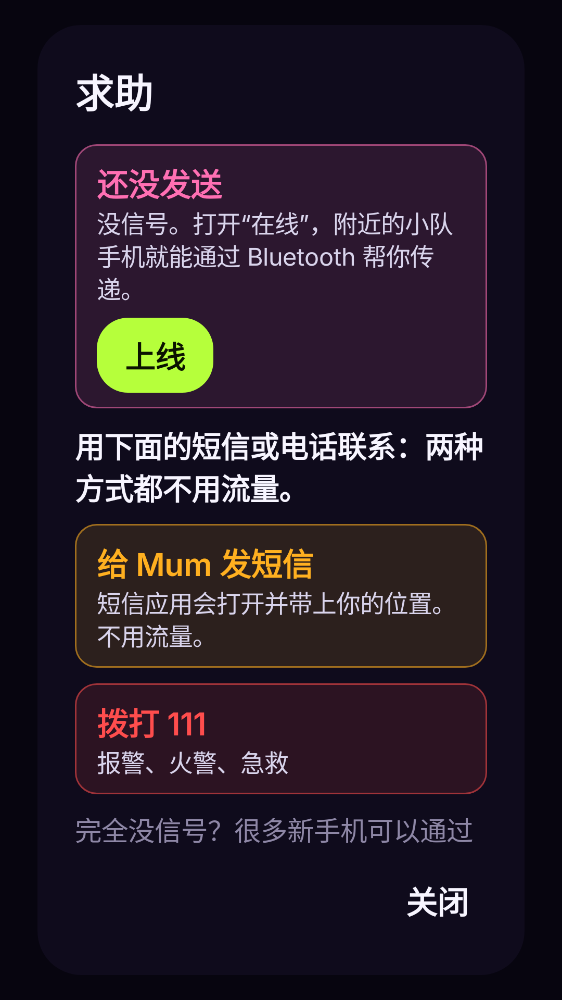 求助
还没发送
没信号。打开“在线”，附近的小队
手机就能通过 Bluetooth 帮你传
递。
上线
用下面的短信或电话联系：两种
方式都不用流量。
给 Mum 发短信
短信应用会打开并带上你的位置。
不用流量。
拨打 111
报警、火警、急救
完全没信号？很多新手机可以通过
关闭